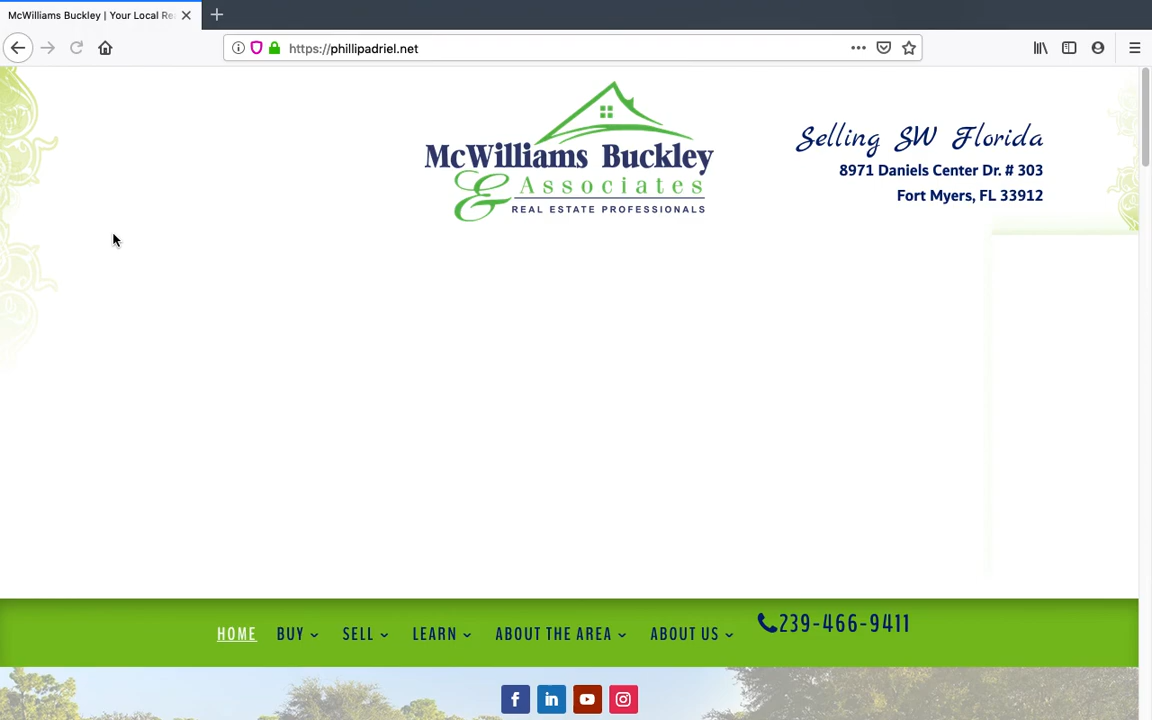 McWilliams Buckley | Your Local Re
https://phillipadriel.net
McWilliams Buckley
& Associates
REAL ESTATE PROFESSIONALS
Selling SW Florida
8971 Daniels Center Dr. # 303
Fort Myers, FL 33912
HOME BUY SELL LEARN ABOUT THE AREA ABOUT US 239-466-9411